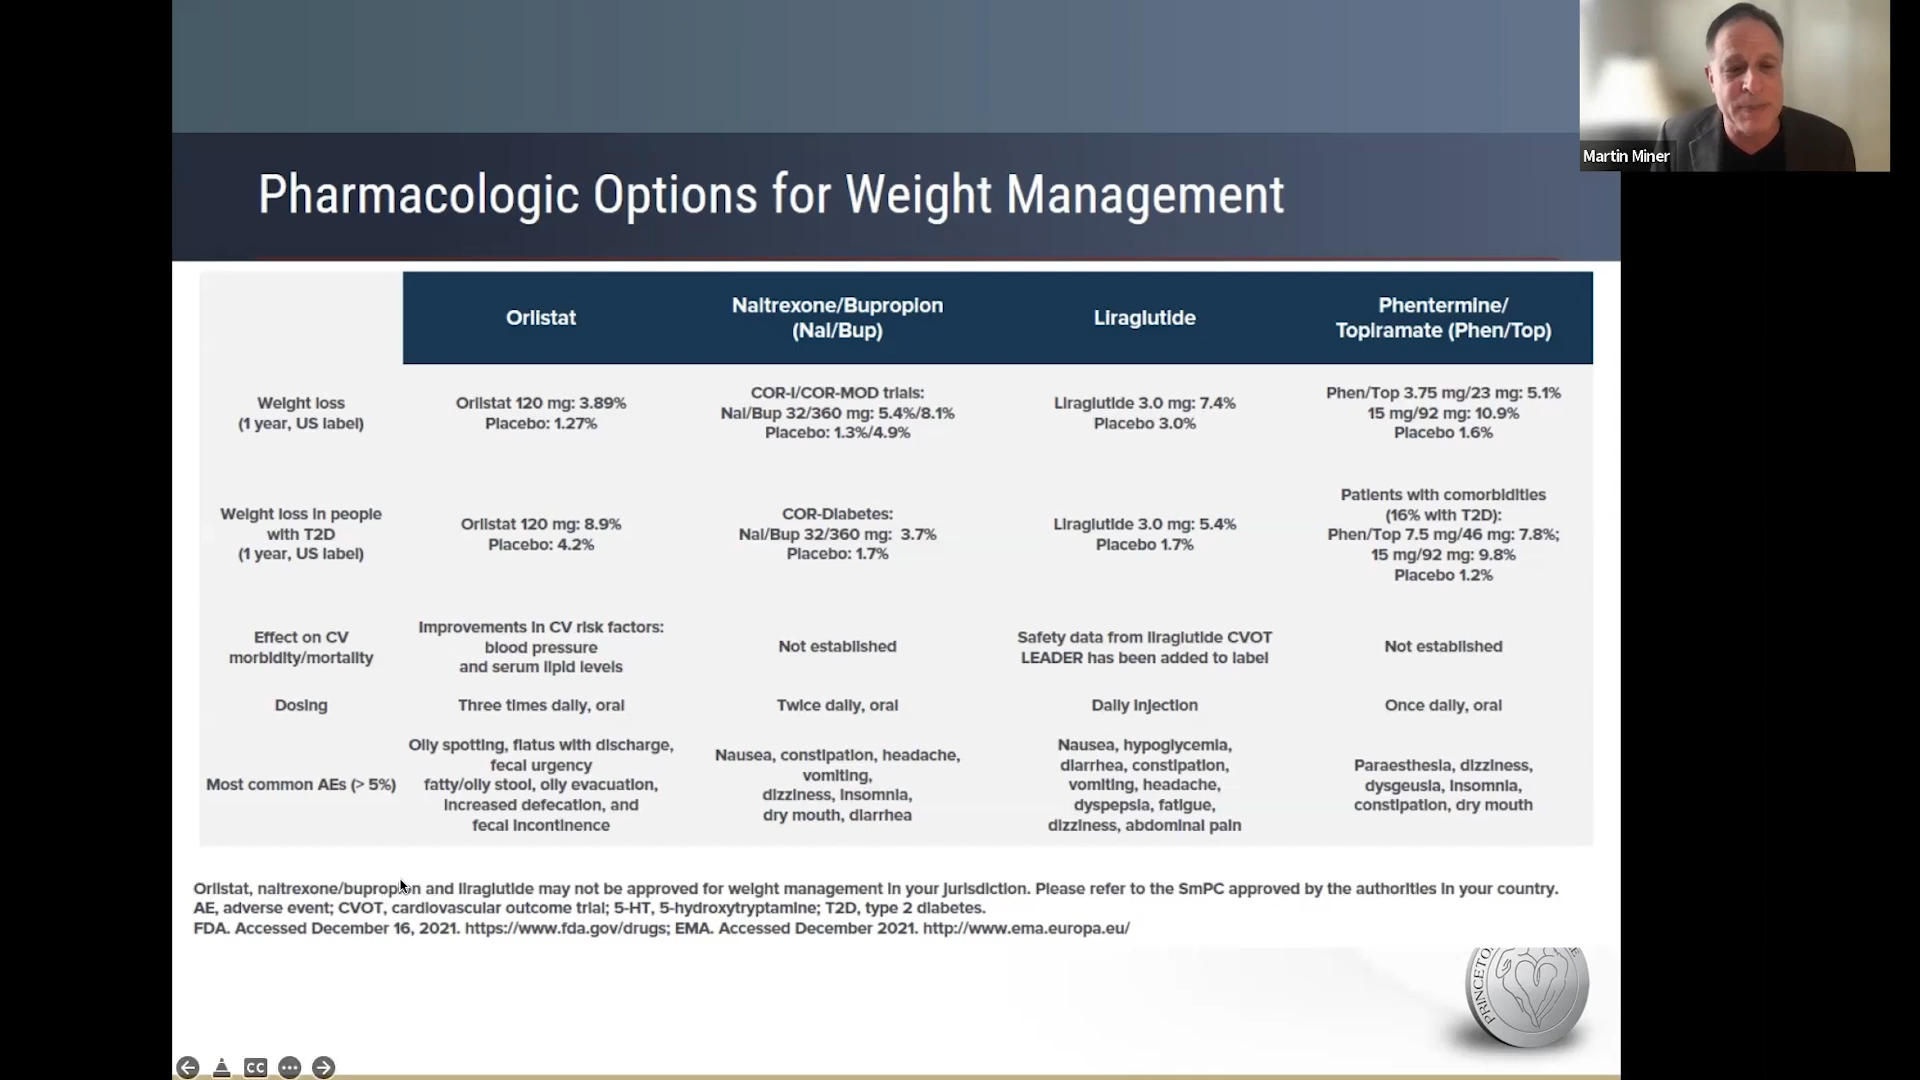 Martin Miner
Pharmacologic Options for Weight Management
Orlistat
Naltrexone/Bupropion
(Nal/Bup)
Liraglutide
Phentermine/
Topiramate (Phen/Top)
Weight loss
(1 year, US label)
Orlistat 120 mg: 3.89%
Placebo: 1.27%
COR-I/COR-MOD trials:
Nal/Bup 32/360 mg: 5.4%/8.1%
Placebo: 1.3%/4.9%
Liraglutide 3.0 mg: 7.4%
Placebo 3.0%
Phen/Top 3.75 mg/23 mg: 5.1%
15 mg/92 mg: 10.9%
Placebo 1.6%
Weight loss in people
with T2D
(1 year, US label)
Orlistat 120 mg: 8.9%
Placebo: 4.2%
COR-Diabetes:
Nal/Bup 32/360 mg: 3.7%
Placebo: 1.7%
Liraglutide 3.0 mg: 5.4%
Placebo 1.7%
Patients with comorbidities
(16% with T2D):
Phen/Top 7.5 mg/46 mg: 7.8%;
15 mg/92 mg: 9.8%
Placebo 1.2%
Effect on CV
morbidity/mortality
Improvements in CV risk factors:
blood pressure
and serum lipid levels
Not established
Safety data from liraglutide CVOT
LEADER has been added to label
Not established
Dosing
Three times daily, oral
Twice daily, oral
Daily injection
Once daily, oral
Most common AEs (> 5%)
Oily spotting, flatus with discharge,
fecal urgency
fatty/oily stool, oily evacuation,
increased defecation, and
fecal incontinence
Nausea, constipation, headache,
vomiting,
dizziness, insomnia,
dry mouth, diarrhea
Nausea, hypoglycemia,
diarrhea, constipation,
vomiting, headache,
dyspepsia, fatigue,
dizziness, abdominal pain
Paraesthesia, dizziness,
dysgeusia, insomnia,
constipation, dry mouth
Orlistat, naltrexone/bupropion and liraglutide may not be approved for weight management in your jurisdiction. Please refer to the SmPC approved by the authorities in your country.
AE, adverse event; CVOT, cardiovascular outcome trial; 5-HT, 5-hydroxytryptamine; T2D, type 2 diabetes.
FDA. Accessed December 16, 2021. https://www.fda.gov/drugs; EMA. Accessed December 2021. http://www.ema.europa.eu/
CC